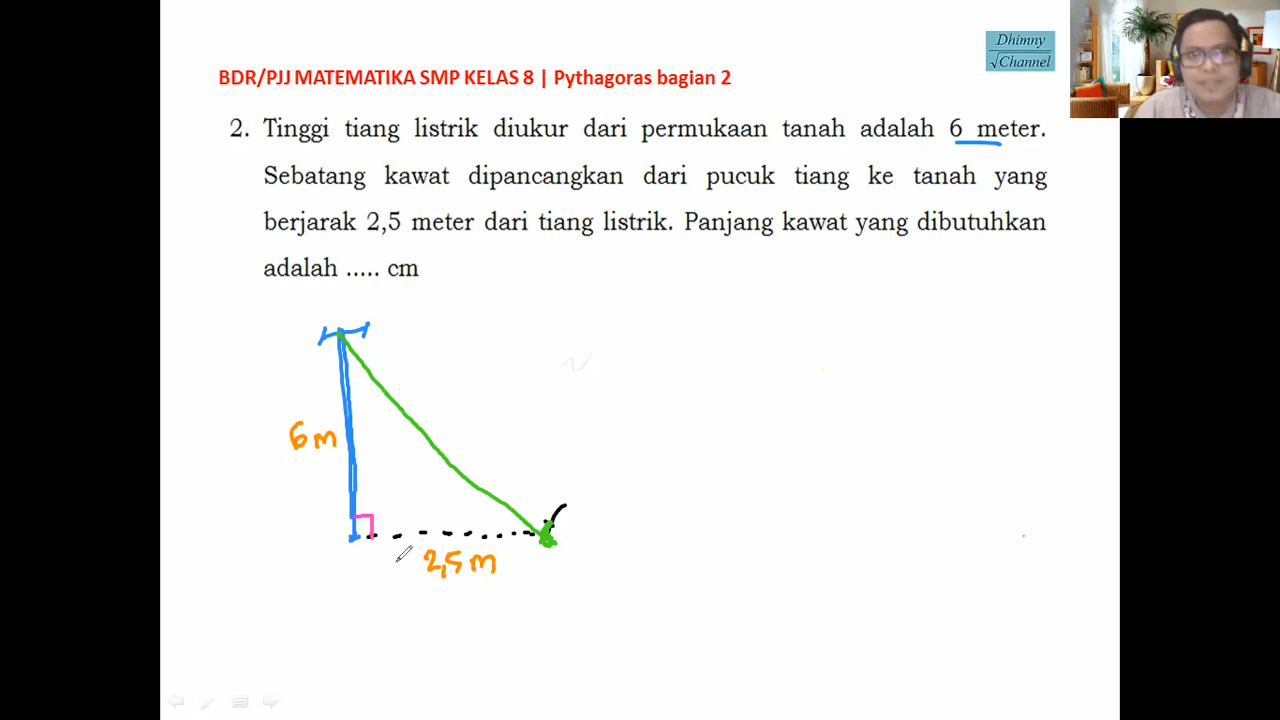 Dhimny
√Channel
BDR/PJJ MATEMATIKA SMP KELAS 8 | Pythagoras bagian 2
2. Tinggi tiang listrik diukur dari permukaan tanah adalah 6 meter.
Sebatang kawat dipancangkan dari pucuk tiang ke tanah yang
berjarak 2,5 meter dari tiang listrik. Panjang kawat yang dibutuhkan
adalah ..... cm
6 m
2,5 m